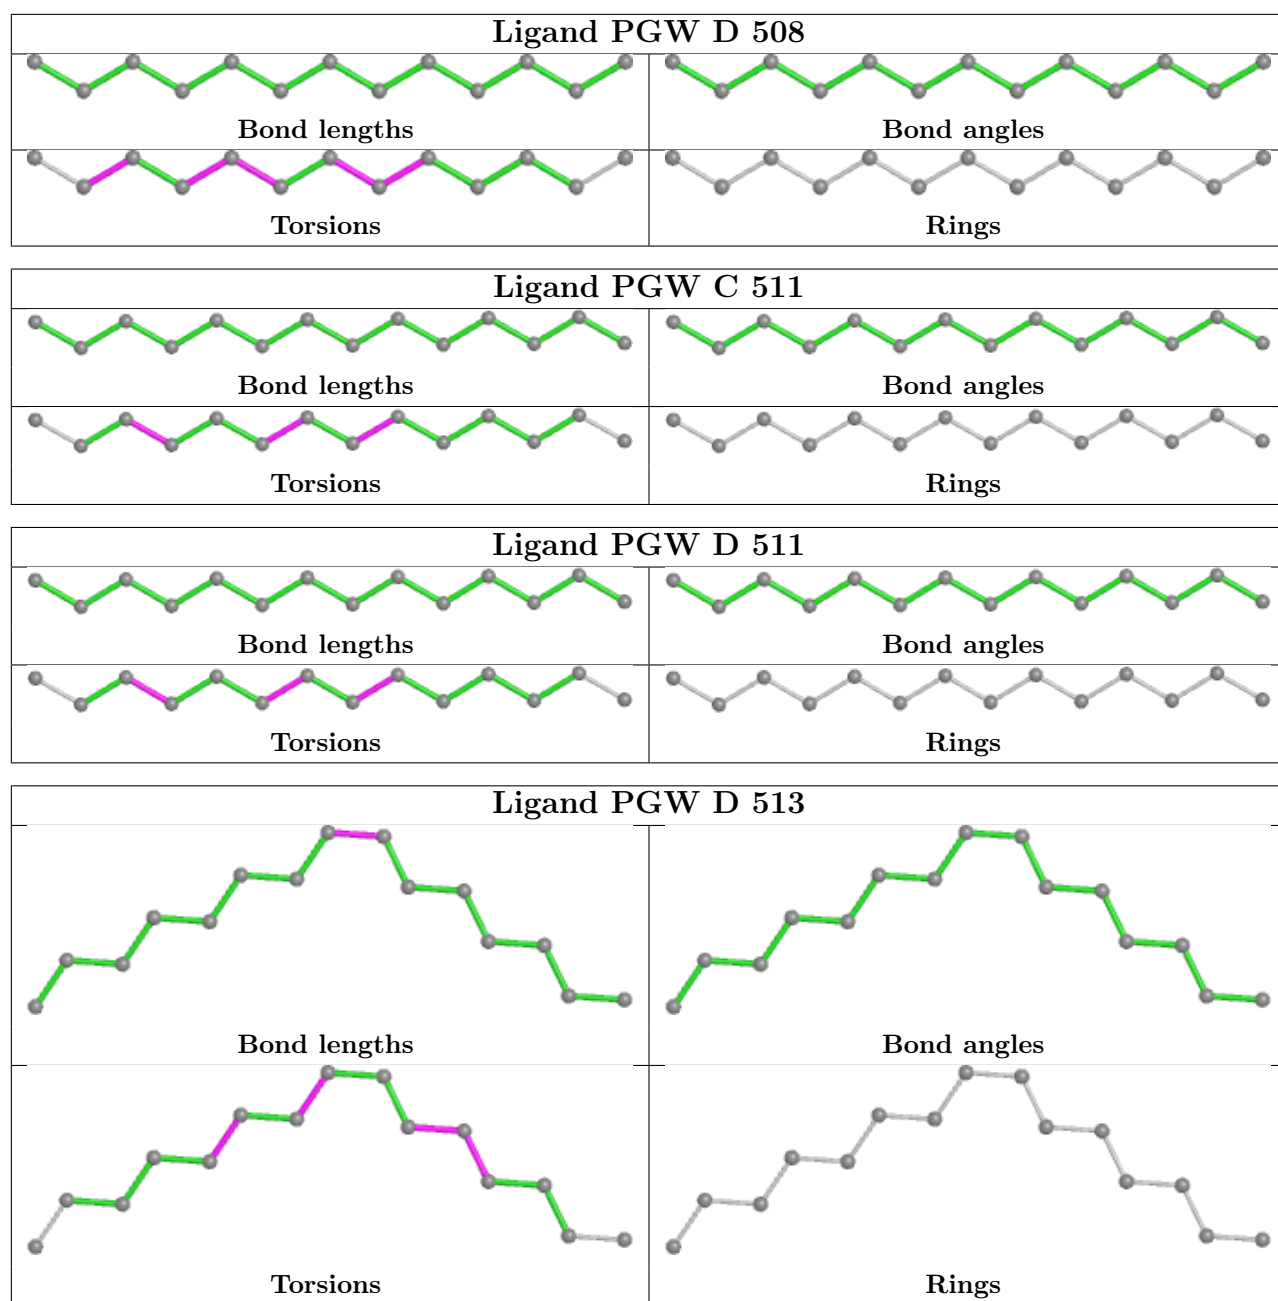 Ligand PGW D 508
Bond lengths
Bond angles
Torsions
Rings
Ligand PGW C 511
Bond lengths
Bond angles
Torsions
Rings
Ligand PGW D 511
Bond lengths
Bond angles
Torsions
Rings
Ligand PGW D 513
Bond lengths
Bond angles
Torsions
Rings